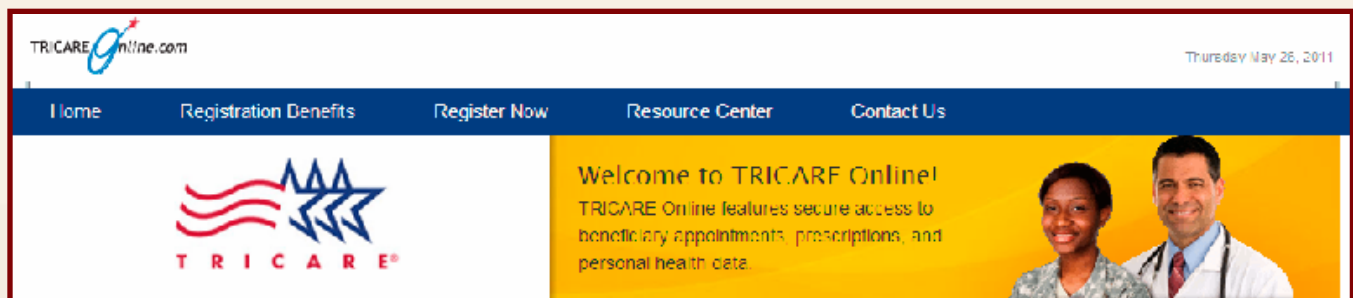 TRICARE Online.com
Thursday May 26, 2011
Home Registration Benefits Register Now Resource Center Contact Us
TRICARE®
Welcome to TRICARE Online!
TRICARE Online features secure access to
beneficiary appointments, prescriptions, and
personal health data.